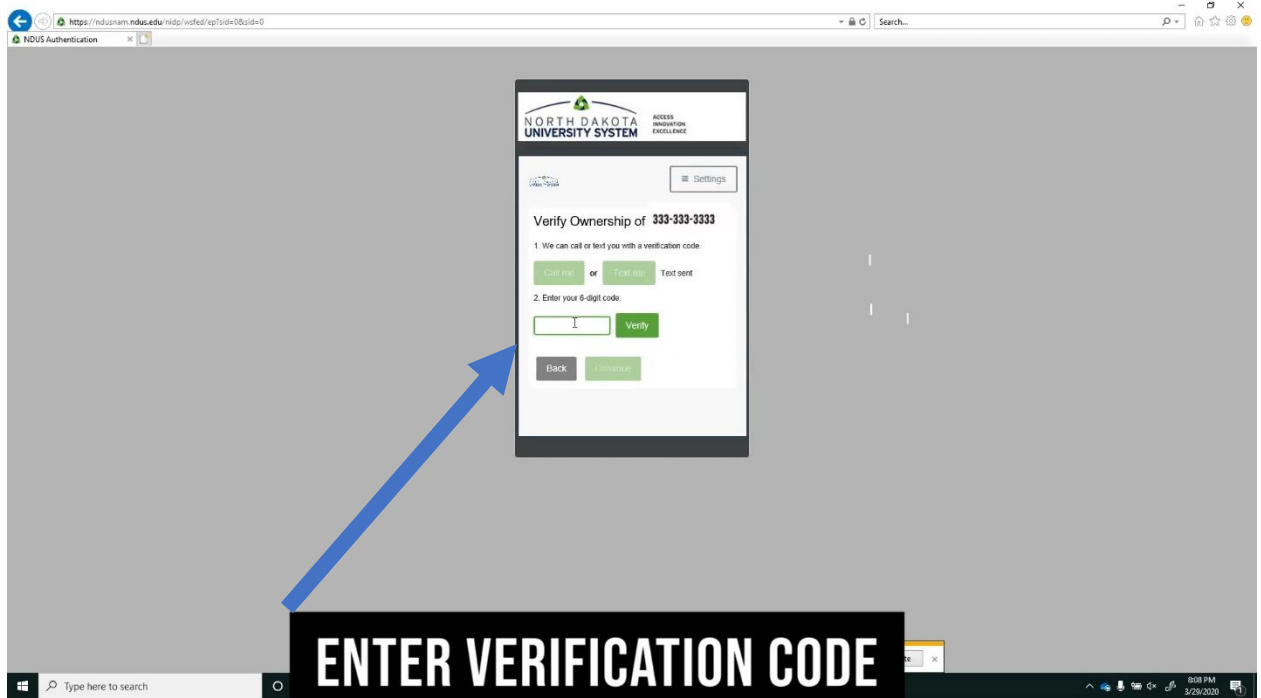 https://ndusnam.ndus.edu/nidp/wsfed/ep?sid=0&sid=0
Search...
NDUS Authentication
NORTH DAKOTA
UNIVERSITY SYSTEM
ACCESS
INNOVATION
EXCELLENCE
≡ Settings
Verify Ownership of 333-333-3333
1. We can call or text you with a verification code.
Call me or Text me Text sent
2. Enter your 6-digit code:
Verify
Back Continue
ENTER VERIFICATION CODE
Type here to search
8:08 PM
3/29/2020